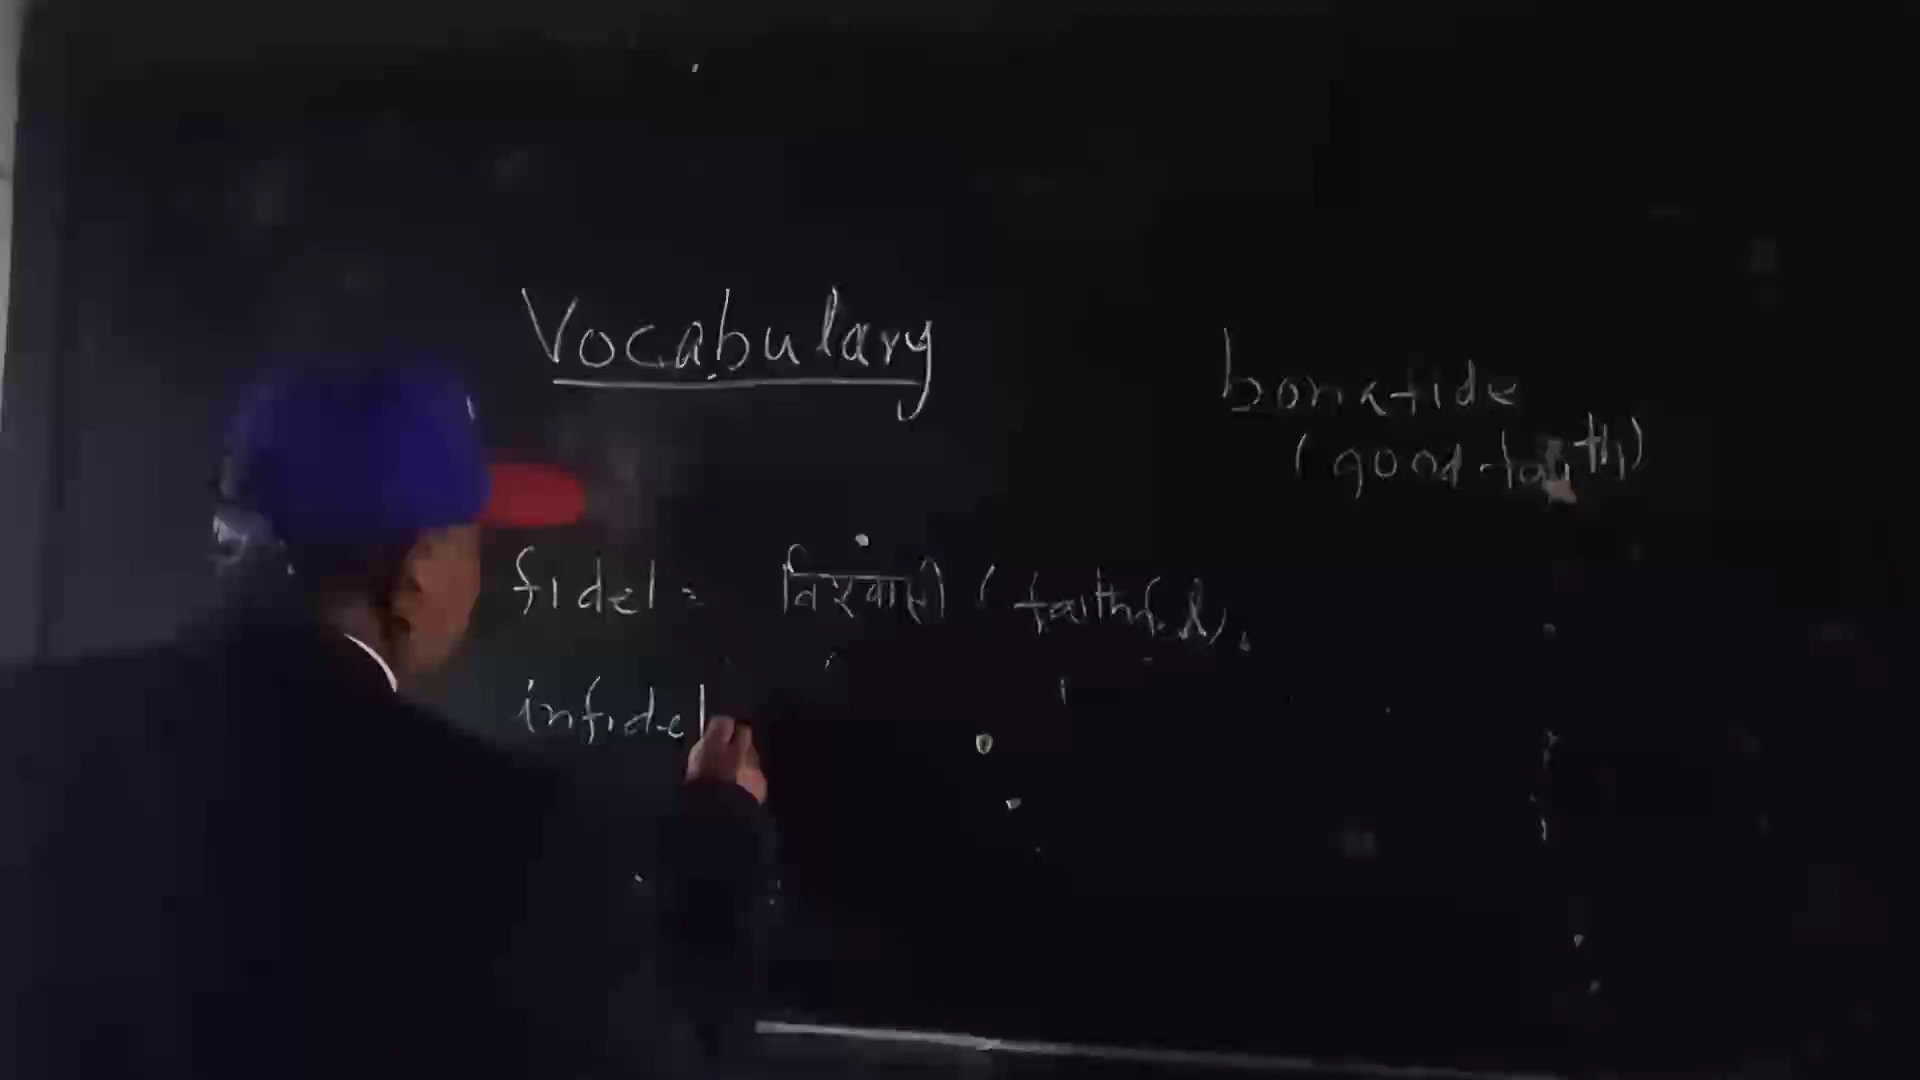 Vocabulary
bonafide
(good faith)
fidel = विश्वासी (faithful).
infidel